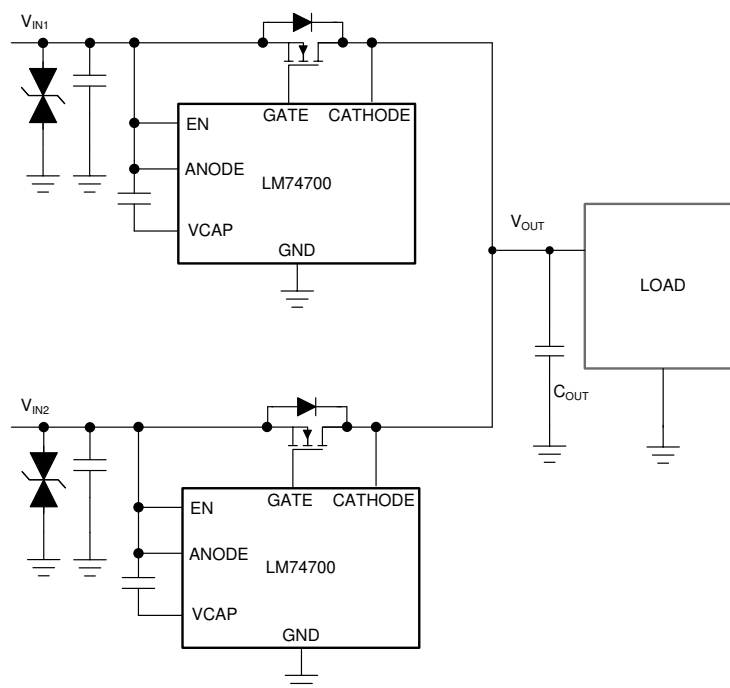 VIN1
GATE CATHODE
EN
ANODE
LM74700
VCAP
GND
VOUT
LOAD
COUT
VIN2
GATE CATHODE
EN
ANODE
LM74700
VCAP
GND